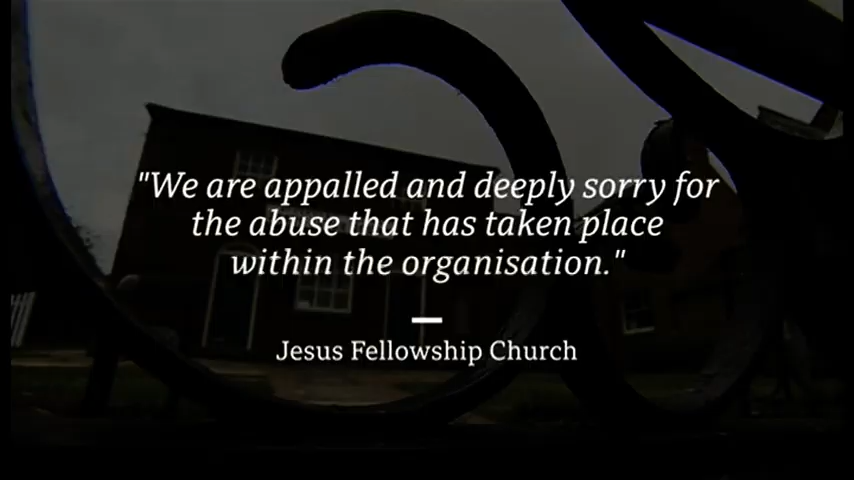 "We are appalled and deeply sorry for
the abuse that has taken place
within the organisation."
Jesus Fellowship Church